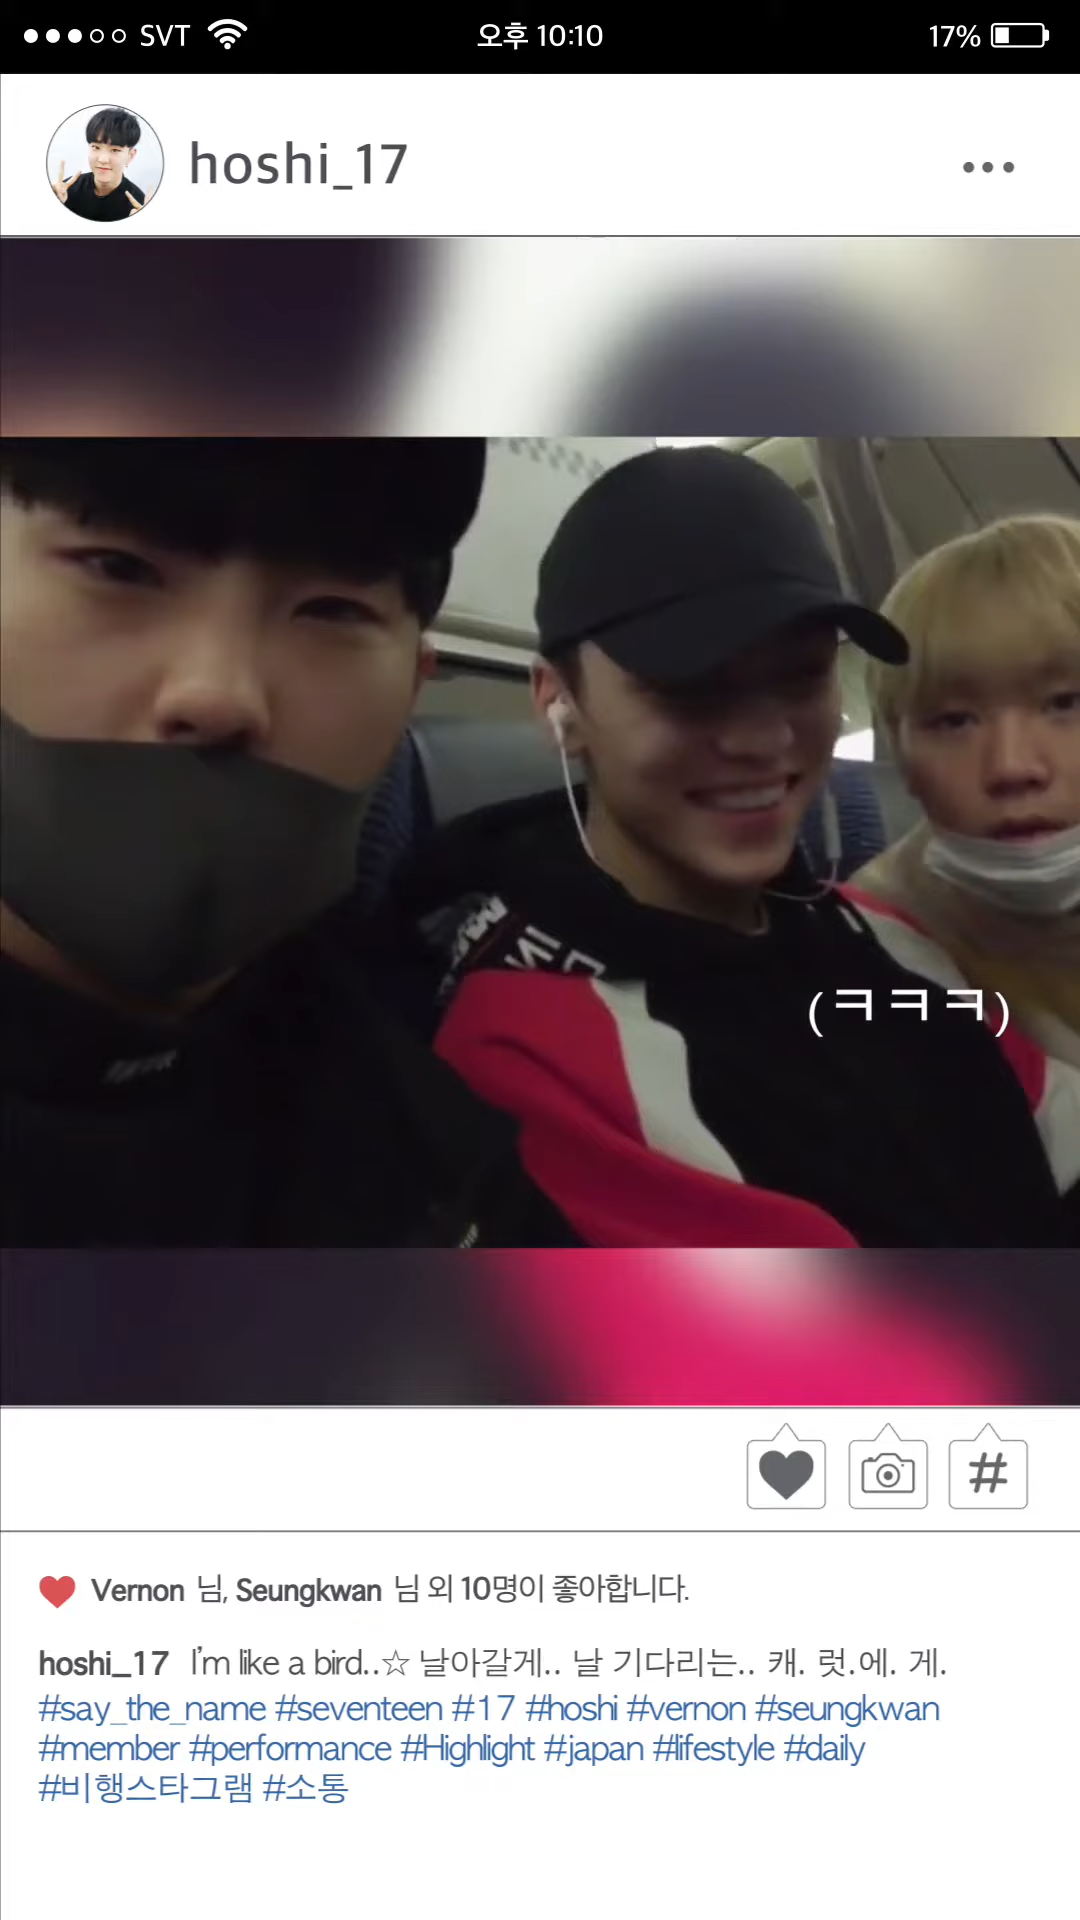 SVT 오후 10:10 17%
hoshi_17
(ㅋㅋㅋ)
#
Vernon 님, Seungkwan 님 외 10명이 좋아합니다.
hoshi_17 I'm like a bird..☆ 날아갈게.. 날 기다리는.. 캐. 럿.에. 게.
#say_the_name #seventeen #17 #hoshi #vernon #seungkwan
#member #performance #Highlight #japan #lifestyle #daily
#비행스타그램 #소통